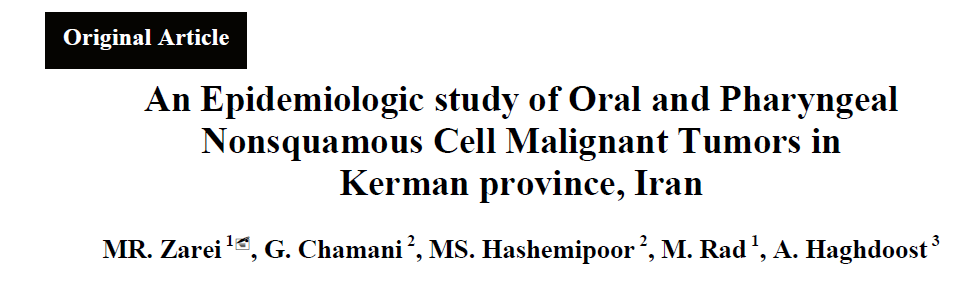 Original Article
An Epidemiologic study of Oral and Pharyngeal
Nonsquamous Cell Malignant Tumors in
Kerman province, Iran
MR. Zarei 1, G. Chamani 2, MS. Hashemipoor 2, M. Rad 1, A. Haghdoost 3